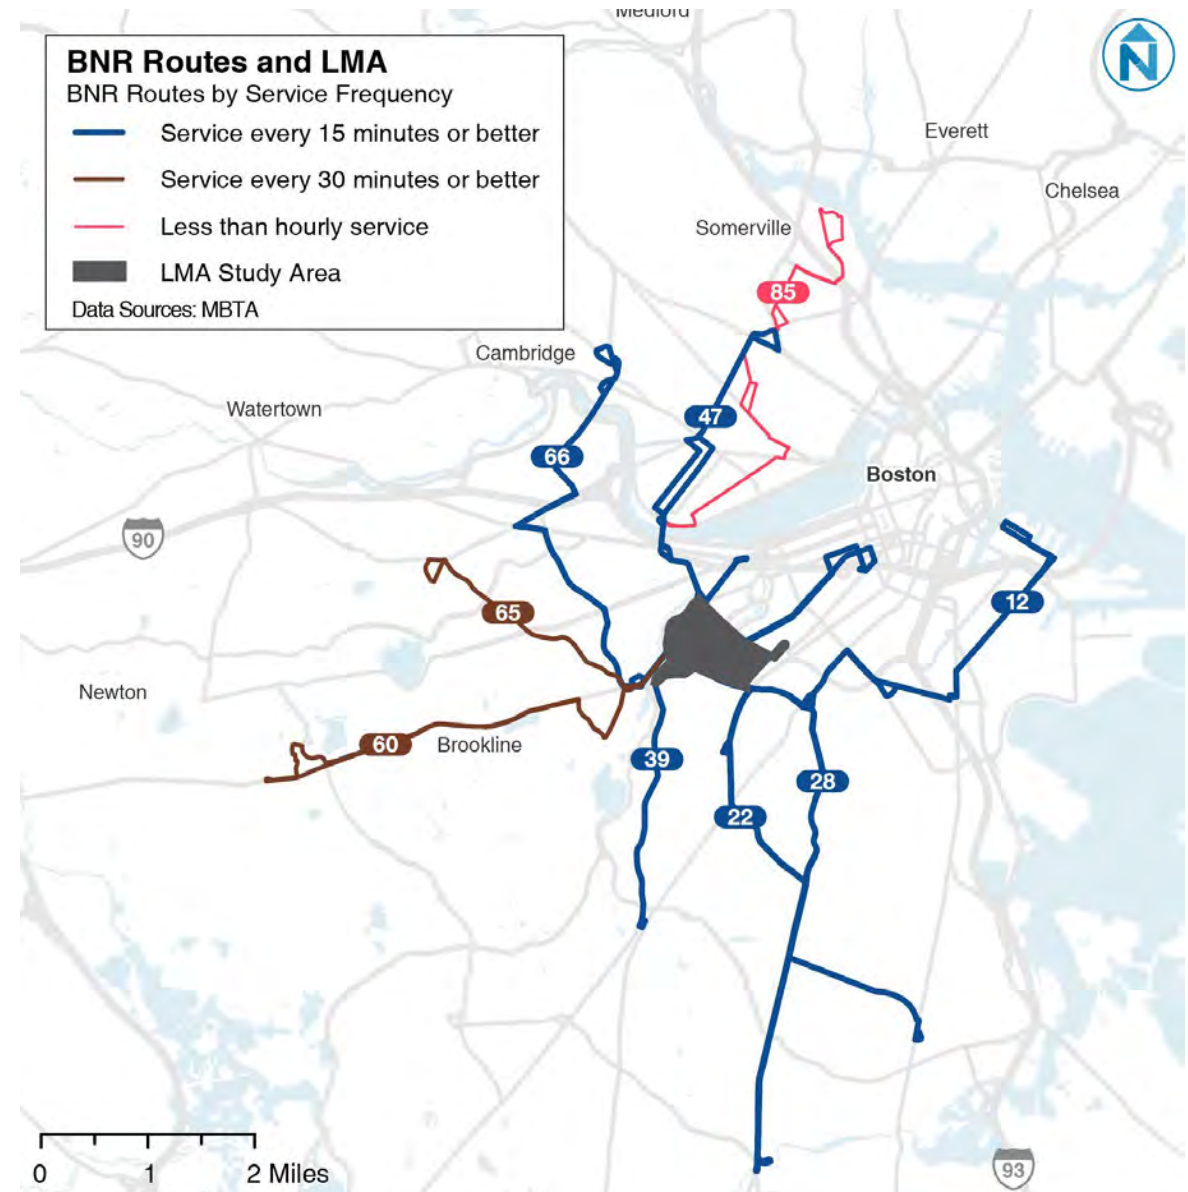 Medford
BNR Routes and LMA
BNR Routes by Service Frequency
Service every 15 minutes or better
Service every 30 minutes or better
Less than hourly service
LMA Study Area
Data Sources: MBTA
N
Everett
Chelsea
Somerville
85
Cambridge
Watertown
47
66
Boston
90
65
12
Newton
60
Brookline
39
28
22
0 1 2 Miles
93